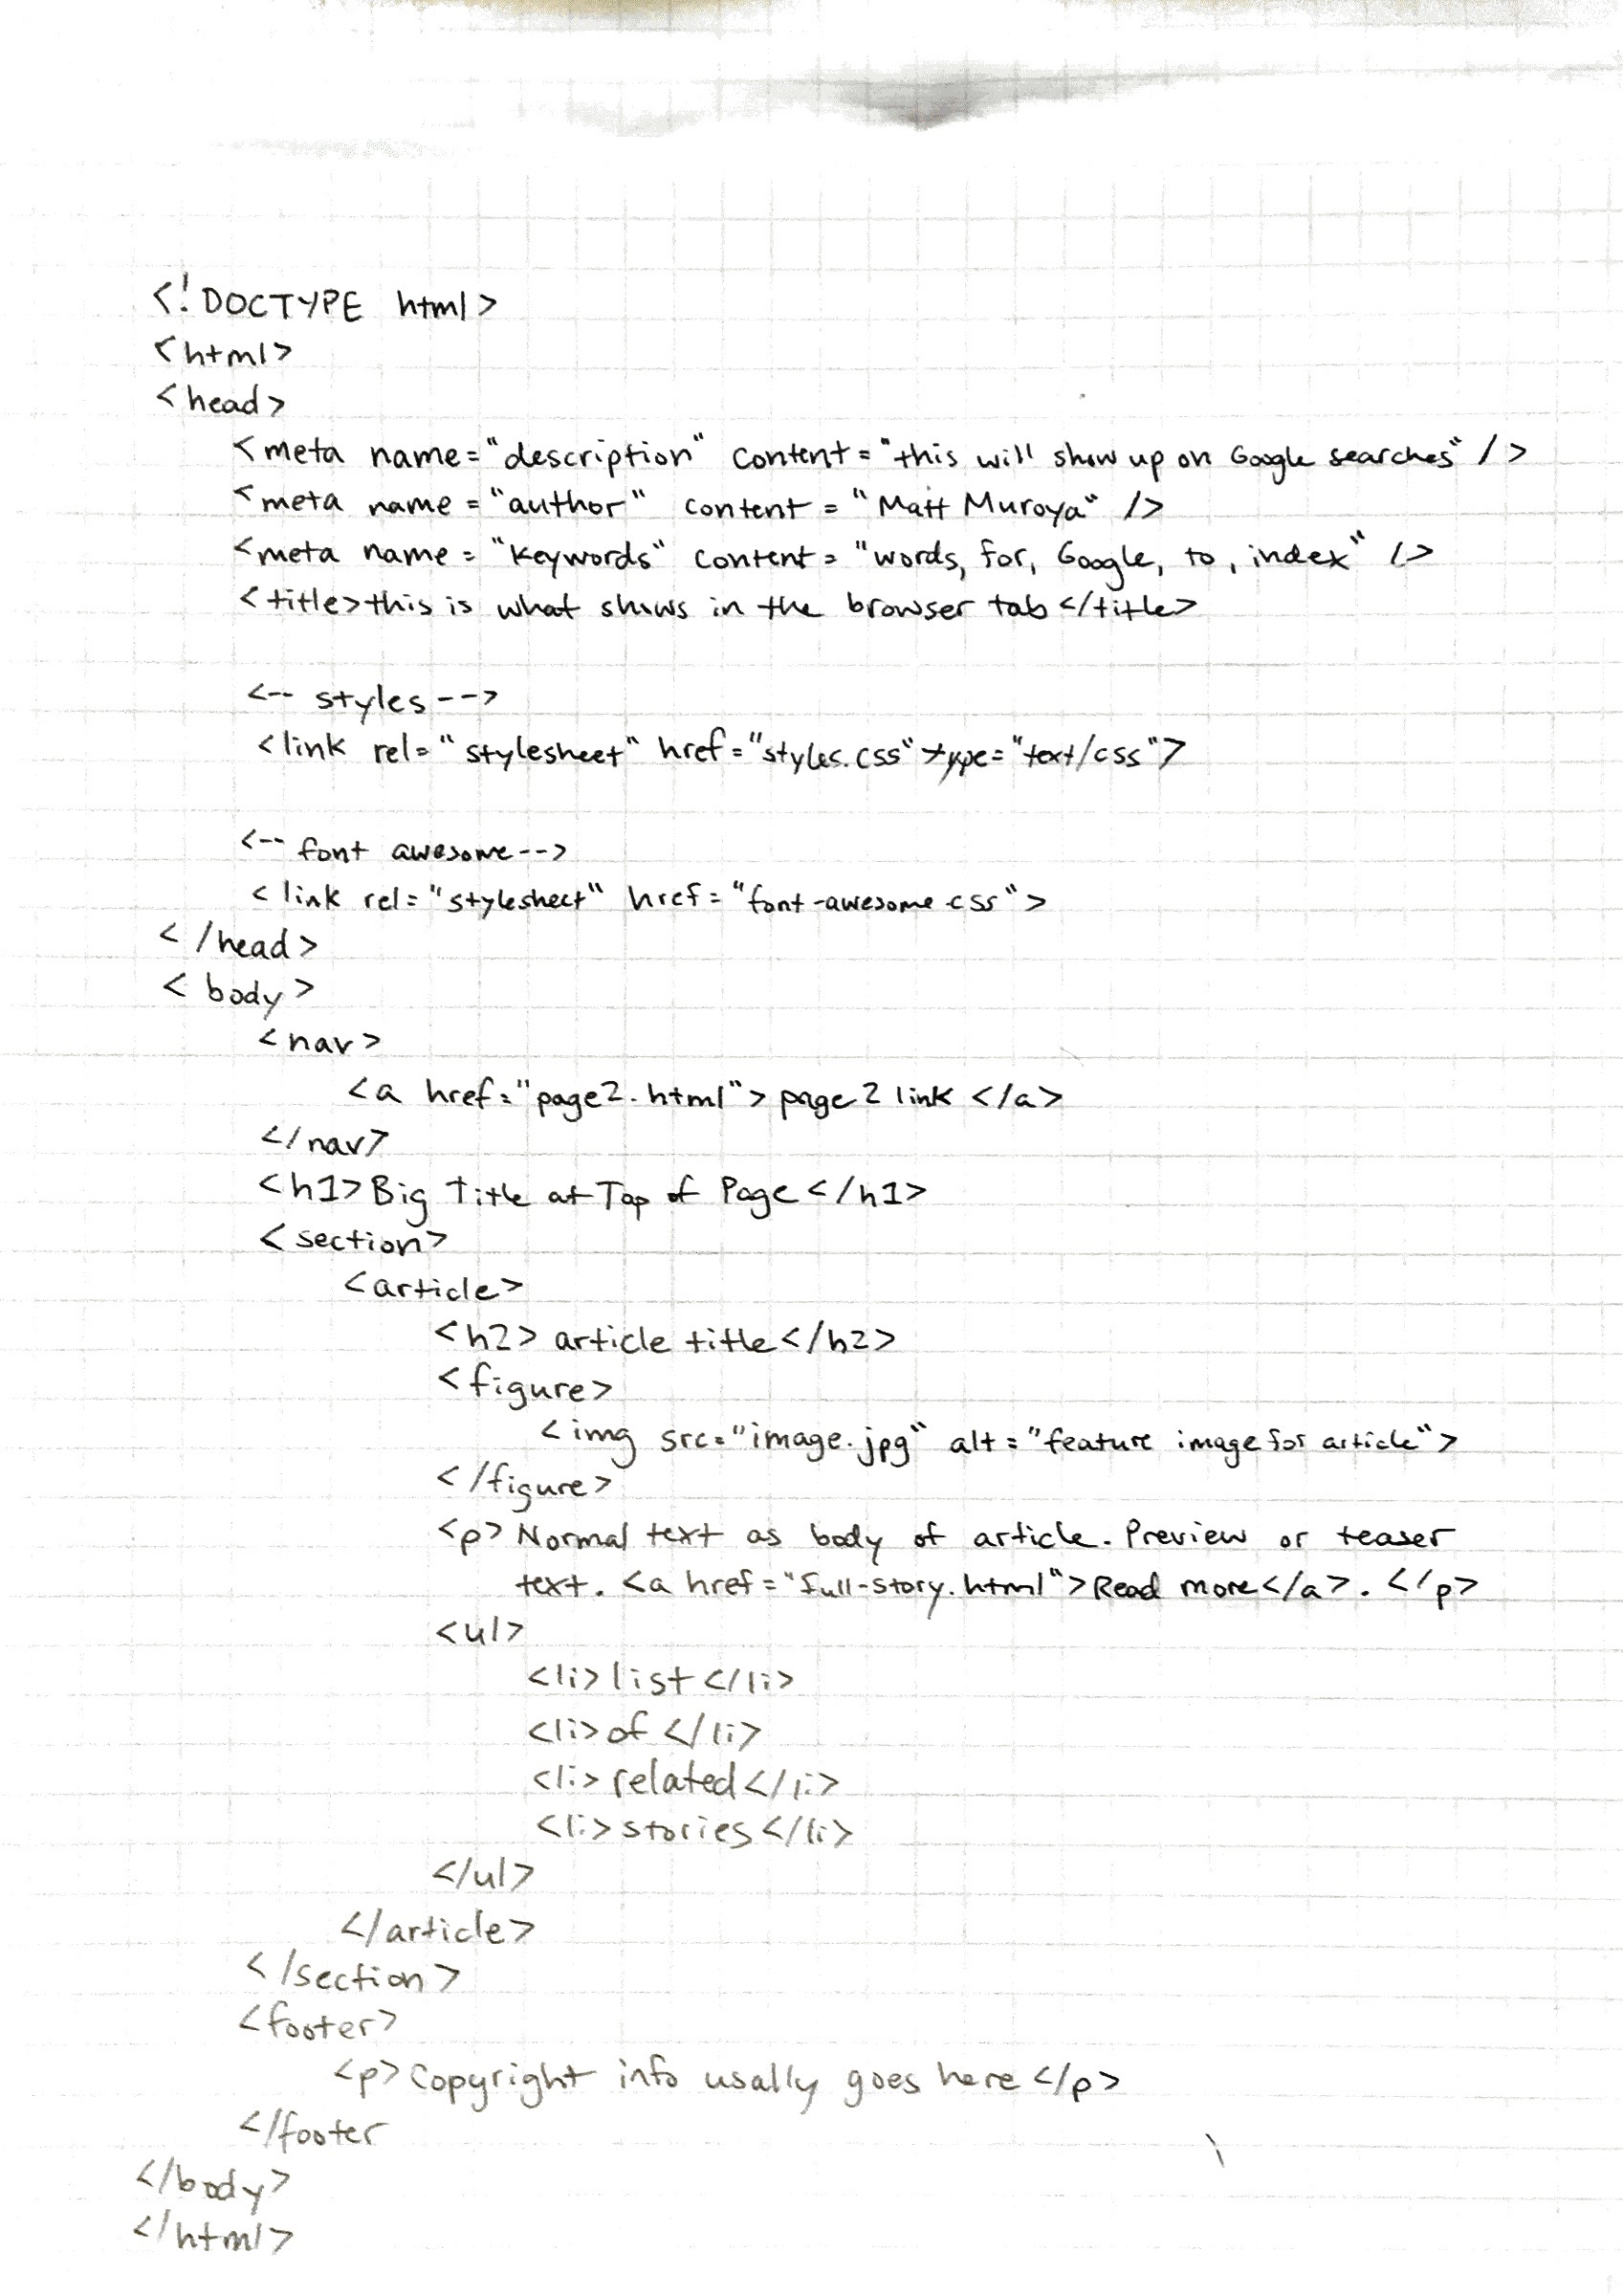 <!DOCTYPE html>
<html>
<head>
<meta name="description" content="this will show up on Google searches" />
<meta name="author" content="Matt Muroya" />
<meta name="keywords" content="words, for, Google, to, index" />
<title>this is what shows in the browser tab</title>
<-- styles -->
<link rel="stylesheet" href="styles.css" type="text/css">
<-- font awesome -->
<link rel="stylesheet" href="font-awesome.css">
</head>
<body>
<nav>
<a href="page2.html">page 2 link </a>
</nav>
<h1>Big Title at Top of Page</h1>
<section>
<article>
<h2> article title</h2>
<figure>
<img src="image.jpg" alt="feature image for article">
</figure>
<p> Normal text as body of article. Preview or teaser
text. <a href="full-story.html">Read more</a>. </p>
<ul>
<li>list</li>
<li>of </li>
<li>related</li>
<li>stories</li>
</ul>
</article>
</section>
<footer>
<p>Copyright info usally goes here </p>
</footer
</body>
</html>